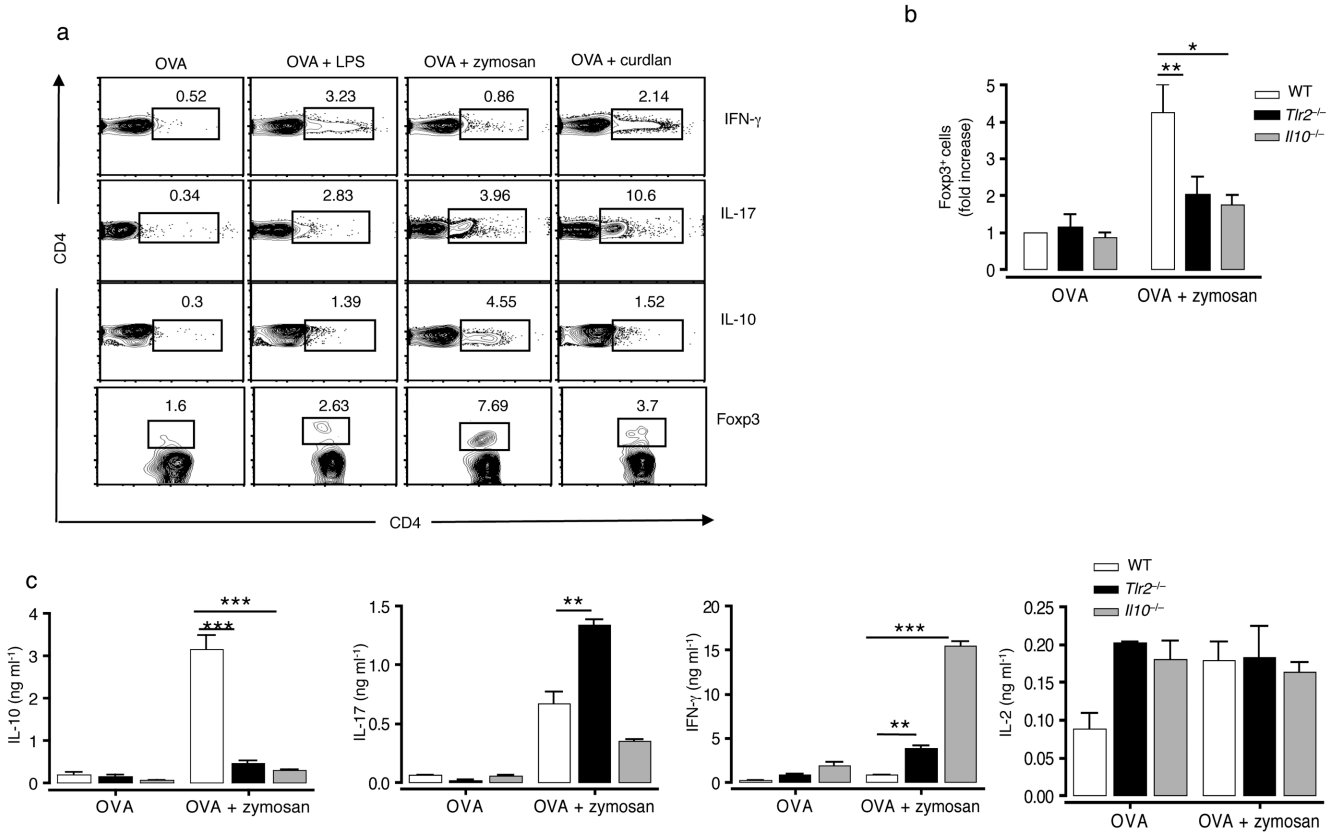 a
OVA
OVA + LPS
OVA + zymosan
OVA + curdlan
0.52
3.23
0.86
2.14
IFN-γ
0.34
2.83
3.96
10.6
IL-17
0.3
1.39
4.55
1.52
IL-10
1.6
2.63
7.69
3.7
Foxp3
CD4
CD4
b
*
**
WT
Tlr2–/–
Il10–/–
5
4
3
2
1
0
Foxp3+ cells
(fold increase)
OVA
OVA + zymosan
c
IL-10 (ng ml-1)
4
3
2
1
0
***
***
OVA
OVA + zymosan
IL-17 (ng ml-1)
1.5
1.0
0.5
0.0
**
OVA
OVA + zymosan
IFN-γ (ng ml-1)
20
15
10
5
0
***
**
OVA
OVA + zymosan
WT
Tlr2–/–
Il10–/–
IL-2 (ng ml-1)
0.25
0.20
0.15
0.10
0.05
0.00
OVA
OVA + zymosan